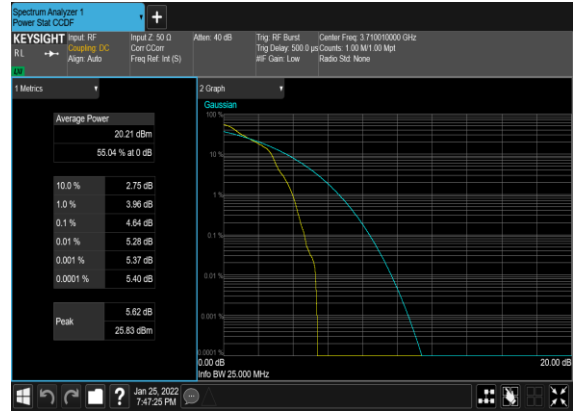 Spectrum Analyzer 1
Power Stat CCDF
KEYSIGHT
R L
Input: RF
Coupling: DC
Align: Auto
Input Z: 50 Ω
Corr CCorr
Freq Ref: Int (S)
Atten: 40 dB
Trig: RF Burst
Trig Delay: 500.0 µs
#IF Gain: Low
Center Freq: 3.710010000 GHz
Counts: 1.00 M/1.00 Mpt
Radio Std: None
1 Metrics
Average Power
20.21 dBm
55.04 % at 0 dB
10.0 % 2.75 dB
1.0 % 3.96 dB
0.1 % 4.64 dB
0.01 % 5.28 dB
0.001 % 5.37 dB
0.0001 % 5.40 dB
Peak
5.62 dB
25.83 dBm
2 Graph
Gaussian
100 %
10 %
1 %
0.1 %
0.01 %
0.001 %
0.0001 %
0.00 dB
20.00 dB
Info BW 25.000 MHz
?
Jan 25, 2022
7:47:25 PM